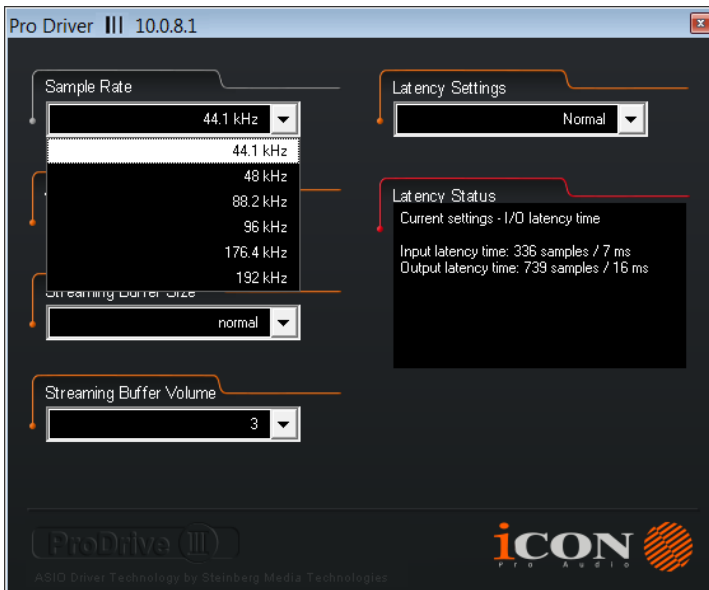 Pro Driver III 10.0.8.1
Sample Rate
44.1 kHz
44.1 kHz
48 kHz
88.2 kHz
96 kHz
176.4 kHz
192 kHz
Streaming Buffer Size
normal
Streaming Buffer Volume
3
Latency Settings
Normal
Latency Status
Current settings - I/O latency time
Input latency time: 336 samples / 7 ms
Output latency time: 739 samples / 16 ms
ProDrive III
ASIO Driver Technology by Steinberg Media Technologies
iCON
Pro Audio